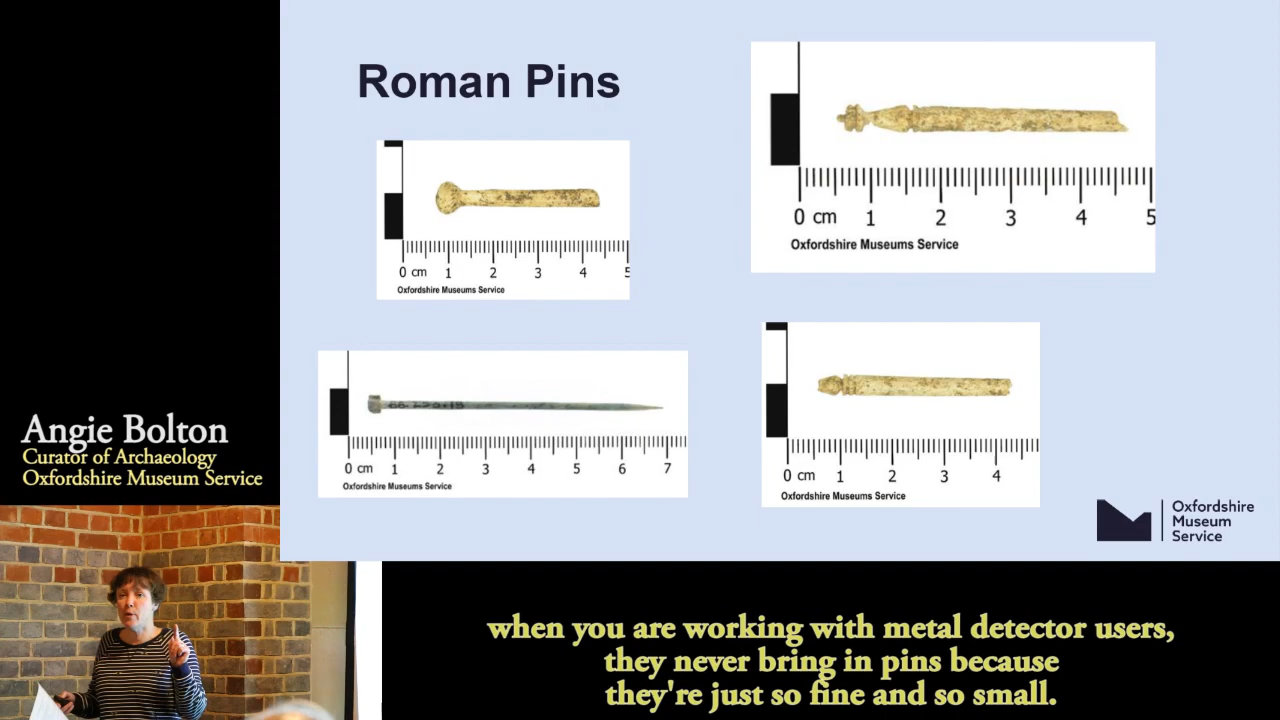 Roman Pins
0 cm 1 2 3 4 5
Oxfordshire Museums Service
0 cm 1 2 3 4 5
Oxfordshire Museums Service
0 cm 1 2 3 4 5 6 7
Oxfordshire Museums Service
0 cm 1 2 3 4
Oxfordshire Museums Service
Oxfordshire
Museum
Service
Angie Bolton
Curator of Archaeology
Oxfordshire Museum Service
when you are working with metal detector users,
they never bring in pins because
they're just so fine and so small.